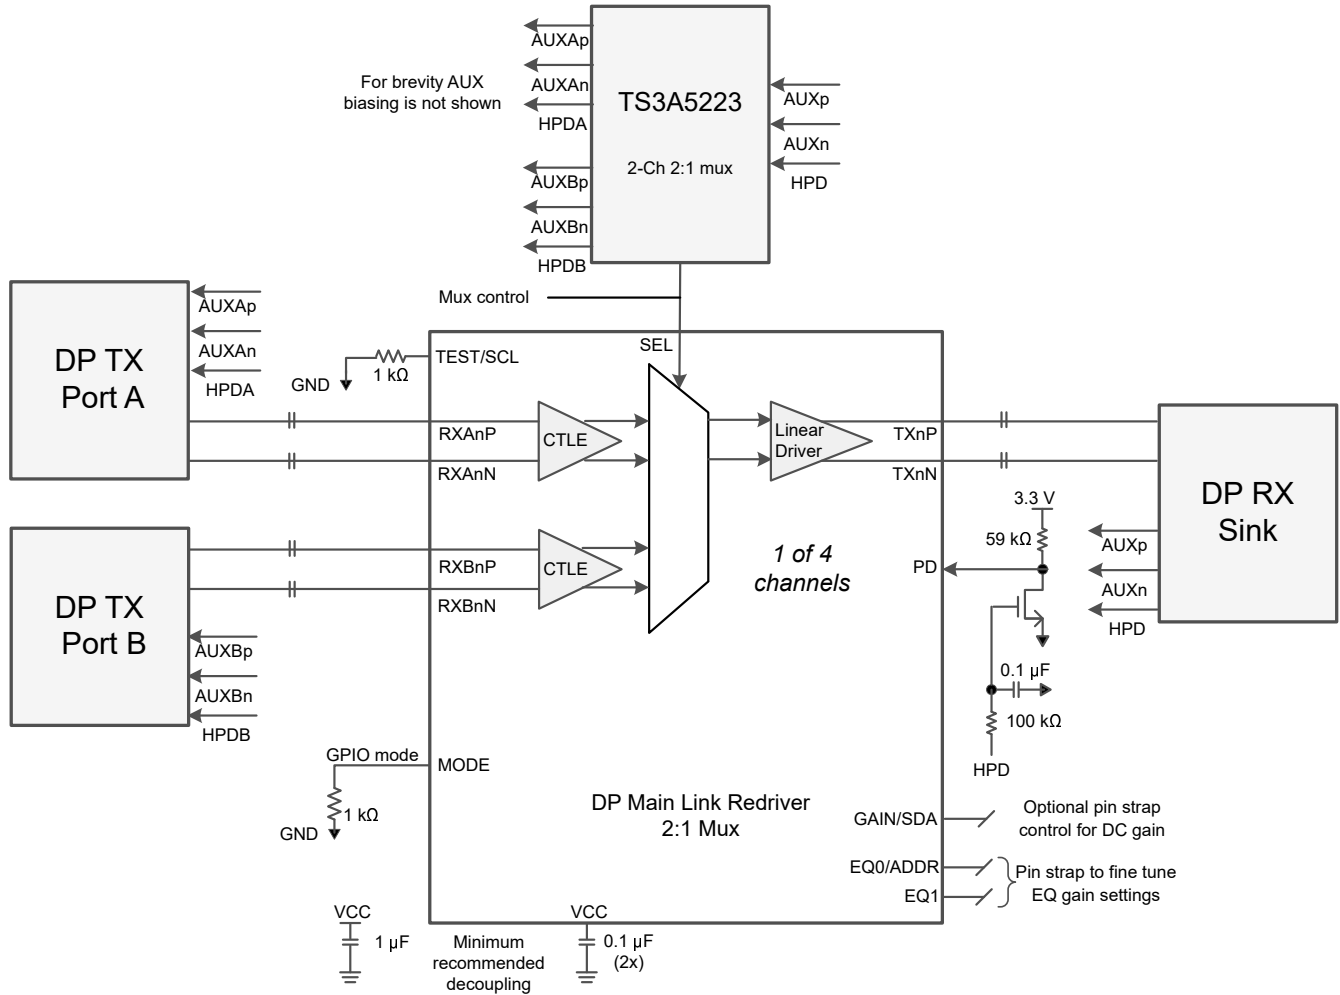 AUXAp
For brevity AUX
biasing is not shown
AUXAn
HPDA
AUXBp
AUXBn
HPDB
TS3A5223
2-Ch 2:1 mux
AUXp
AUXn
HPD
Mux control
SEL
DP TX
Port A
AUXAp
AUXAn
HPDA
GND
1 kΩ
TEST/SCL
RXAnP
RXAnN
CTLE
Linear
Driver
TXnP
TXnN
DP RX
Sink
AUXp
AUXn
HPD
DP TX
Port B
AUXBp
AUXBn
HPDB
RXBnP
RXBnN
CTLE
1 of 4
channels
3.3 V
59 kΩ
PD
0.1 µF
100 kΩ
HPD
GPIO mode
MODE
1 kΩ
GND
DP Main Link Redriver
2:1 Mux
GAIN/SDA
Optional pin strap
control for DC gain
EQ0/ADDR
EQ1
Pin strap to fine tune
EQ gain settings
VCC
1 µF
Minimum
recommended
decoupling
VCC
0.1 µF
(2x)